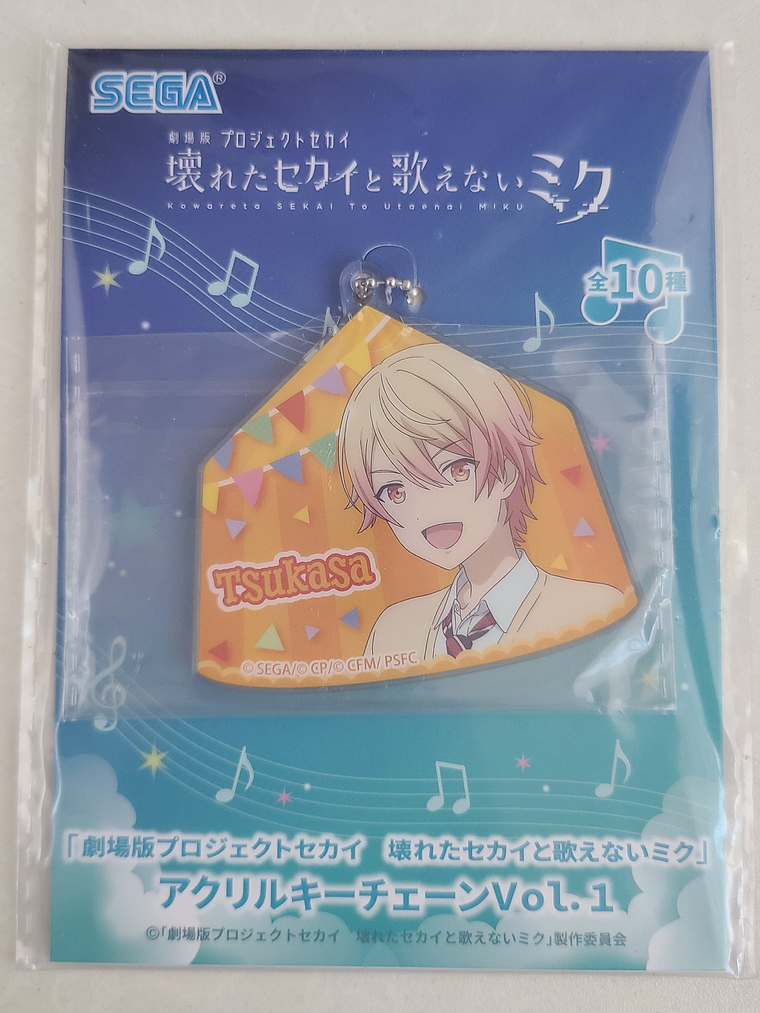 SEGA®
劇場版 プロジェクトセカイ
壊れたセカイと歌えないミク
Kowareta SEKAI To Utaenai MIKU
全10種
Tsukasa
© SEGA/© CP/© CFM/ PSFC
「劇場版プロジェクトセカイ 壊れたセカイと歌えないミク」
アクリルキーチェーンVol.1
©「劇場版プロジェクトセカイ 壊れたセカイと歌えないミク」製作委員会